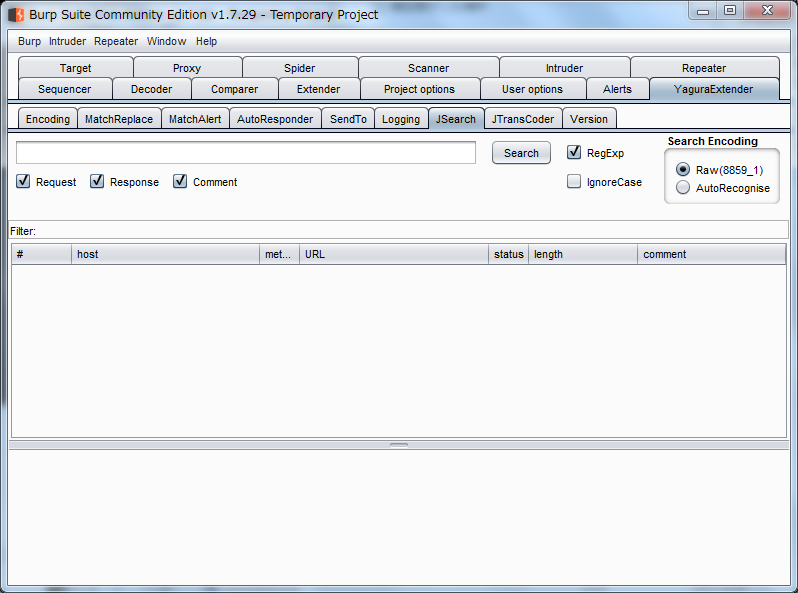 Burp Suite Community Edition v1.7.29 - Temporary Project
Burp Intruder Repeater Window Help
Target Proxy Spider Scanner Intruder Repeater
Sequencer Decoder Comparer Extender Project options User options Alerts YaguraExtender
Encoding MatchReplace MatchAlert AutoResponder SendTo Logging JSearch JTransCoder Version
Search Encoding
Search RegExp
Raw(8859_1)
Request Response Comment IgnoreCase
AutoRecognise
Filter:
# host met... URL status length comment